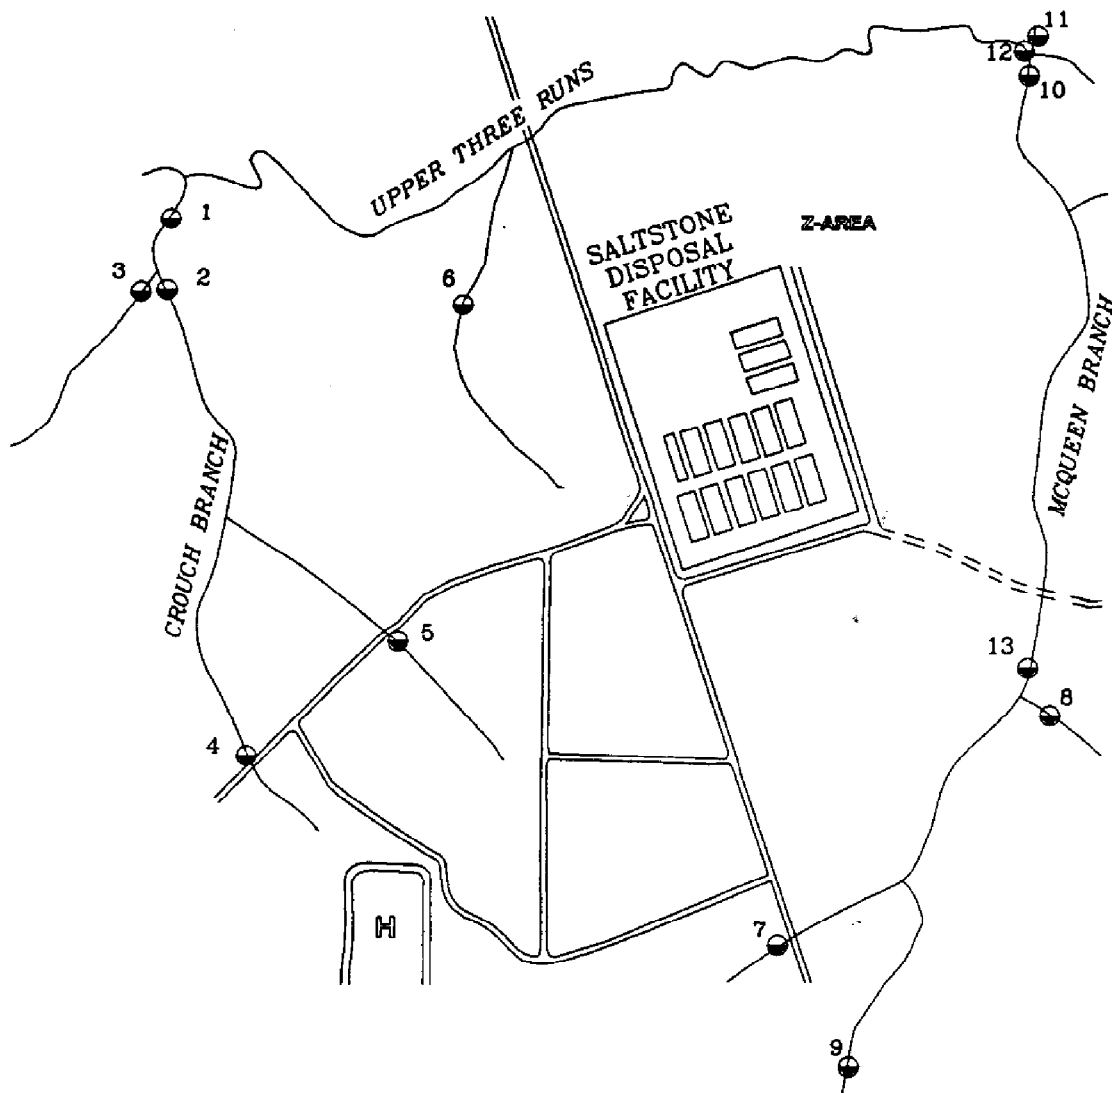 11
12
10
UPPER THREE RUNS
1
Z-AREA
SALTSTONE
DISPOSAL
FACILITY
3
2
6
MCQUEEN BRANCH
CROUCH BRANCH
5
13
8
4
H
7
9